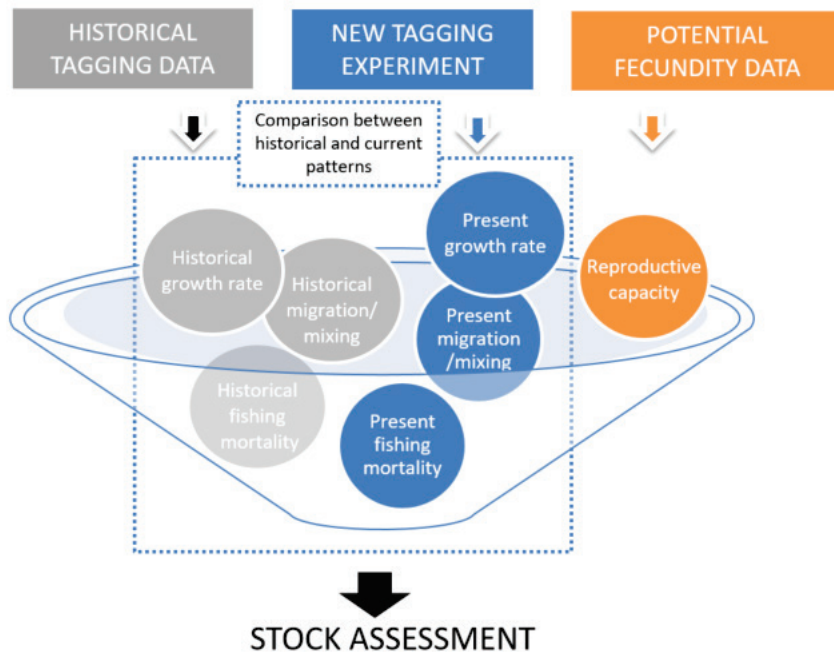 HISTORICAL
TAGGING DATA
NEW TAGGING
EXPERIMENT
POTENTIAL
FECUNDITY DATA
Comparison between
historical and current
patterns
Historical
growth rate
Historical
migration/
mixing
Present
growth rate
Reproductive
capacity
Present
migration
/mixing
Historical
fishing
mortality
Present
fishing
mortality
STOCK ASSESSMENT